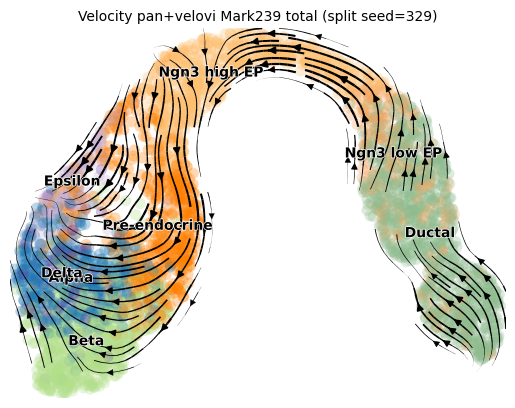 Velocity pan+velovi Mark239 total (split seed=329)
Ngn3 high EP
Ngn3 low EP
Epsilon
Pre-endocrine
Ductal
Delta
Alpha
Beta